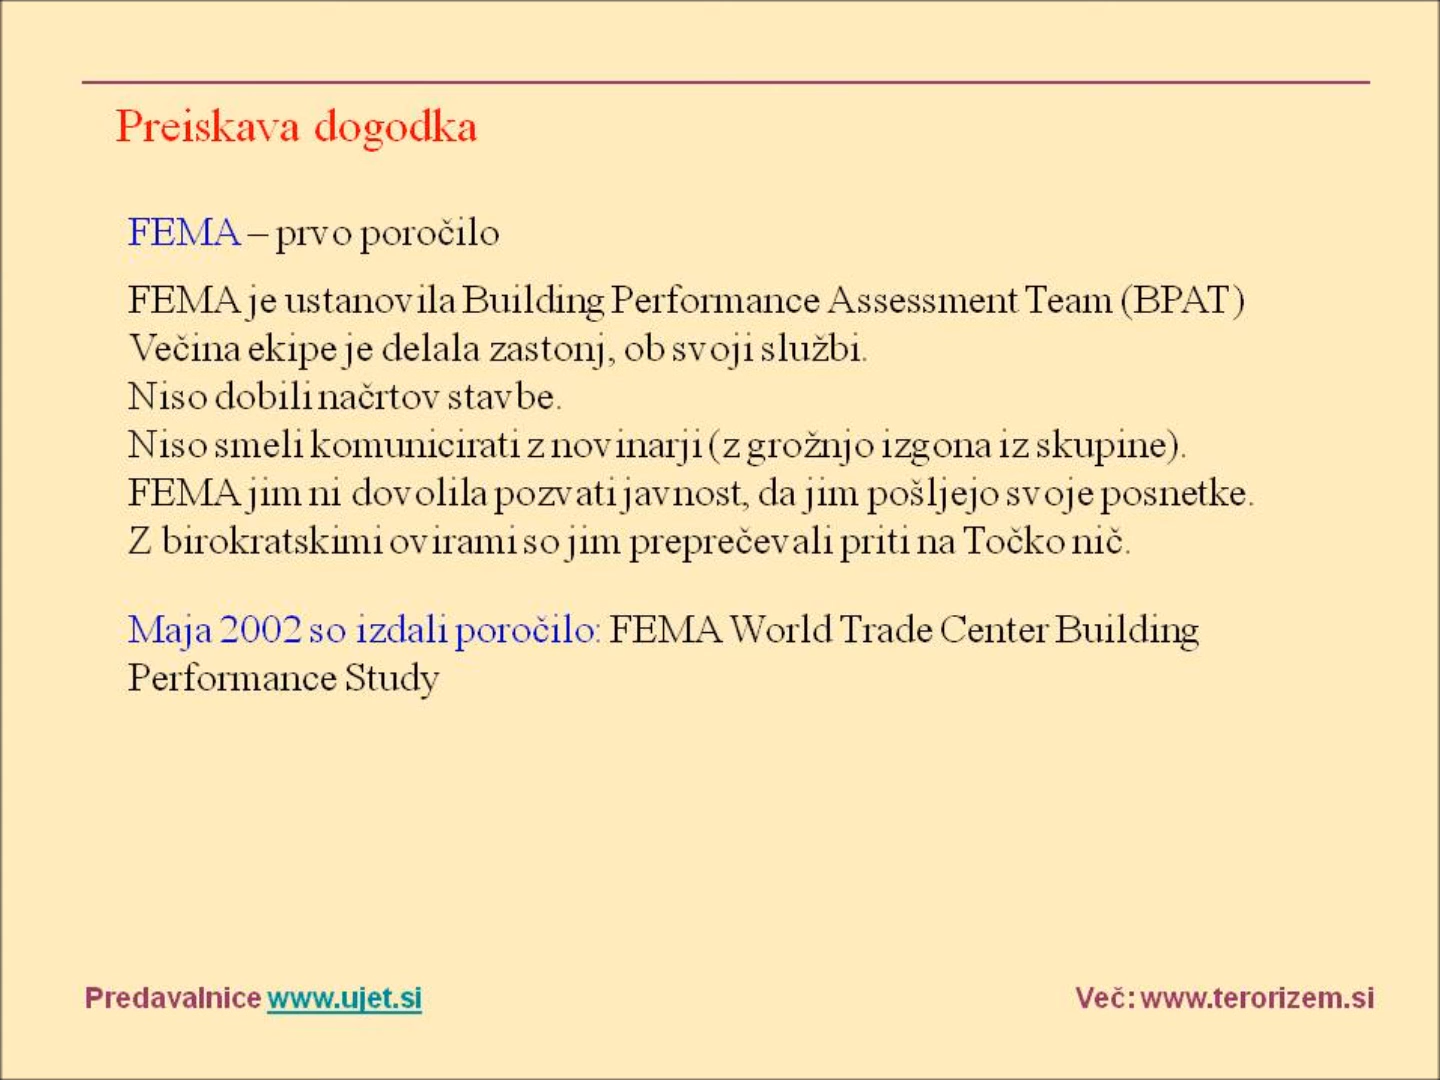 Preiskava dogodka
FEMA – prvo poročilo
FEMA je ustanovila Building Performance Assessment Team (BPAT)
Večina ekipe je delala zastonj, ob svoji službi.
Niso dobili načrtov stavbe.
Niso smeli komunicirati z novinarji (z grožnjo izgona iz skupine).
FEMA jim ni dovolila pozvati javnost, da jim pošljejo svoje posnetke.
Z birokratskimi ovirami so jim preprečevali priti na Točko nič.
Maja 2002 so izdali poročilo: FEMA World Trade Center Building
Performance Study
Predavalnice www.ujet.si
Več: www.terorizem.si